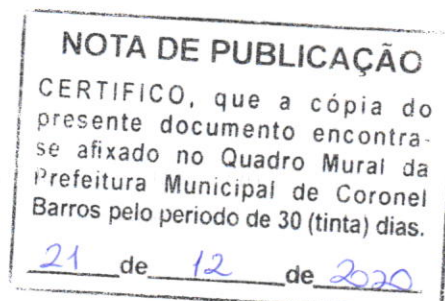 NOTA DE PUBLICAÇÃO
CERTIFICO, que a cópia do
presente documento encontra-
se afixado no Quadro Mural da
Prefeitura Municipal de Coronel
Barros pelo periodo de 30 (tinta) dias.
21 de 12 de 2020